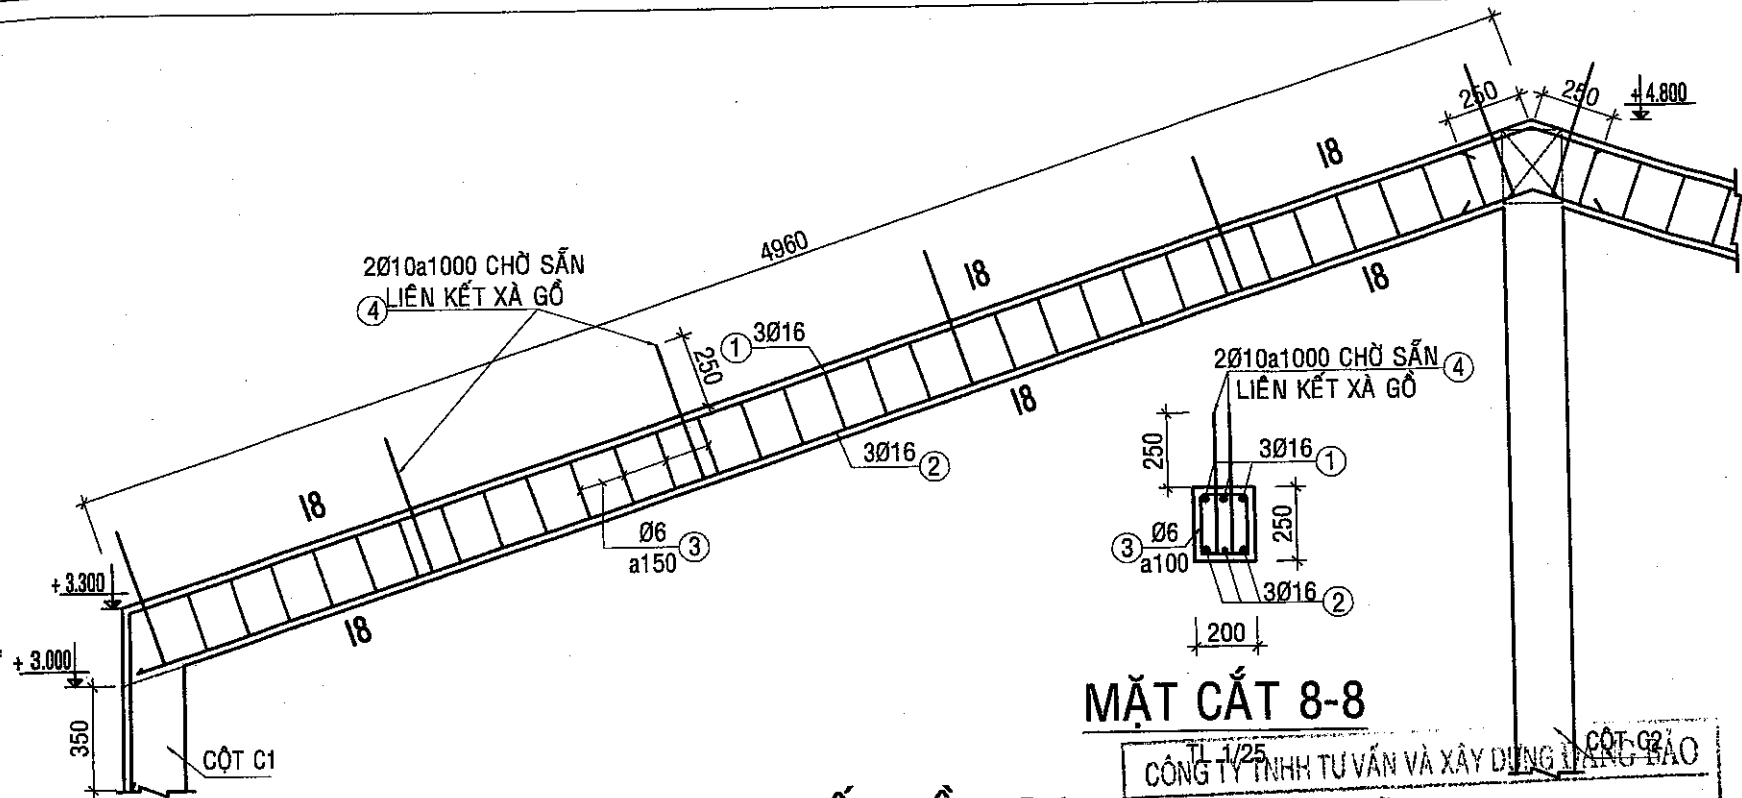 250
250
+ 4.800
18
4960
2Ø10a1000 CHỜ SẴN
LIÊN KẾT XÀ GỒ
4
18
18
250
1
3Ø16
2Ø10a1000 CHỜ SẴN
LIÊN KẾT XÀ GỒ
4
18
3Ø16
2
250
3Ø16
1
18
250
3
Ø6
a150
3
Ø6
a100
+ 3.300
3Ø16
2
18
200
+ 3.000
MẶT CẮT 8-8
TL 1/25
350
CỘT C1
CỘT C2
CÔNG TY TNHH TƯ VẤN VÀ XÂY DỰNG
BẢO